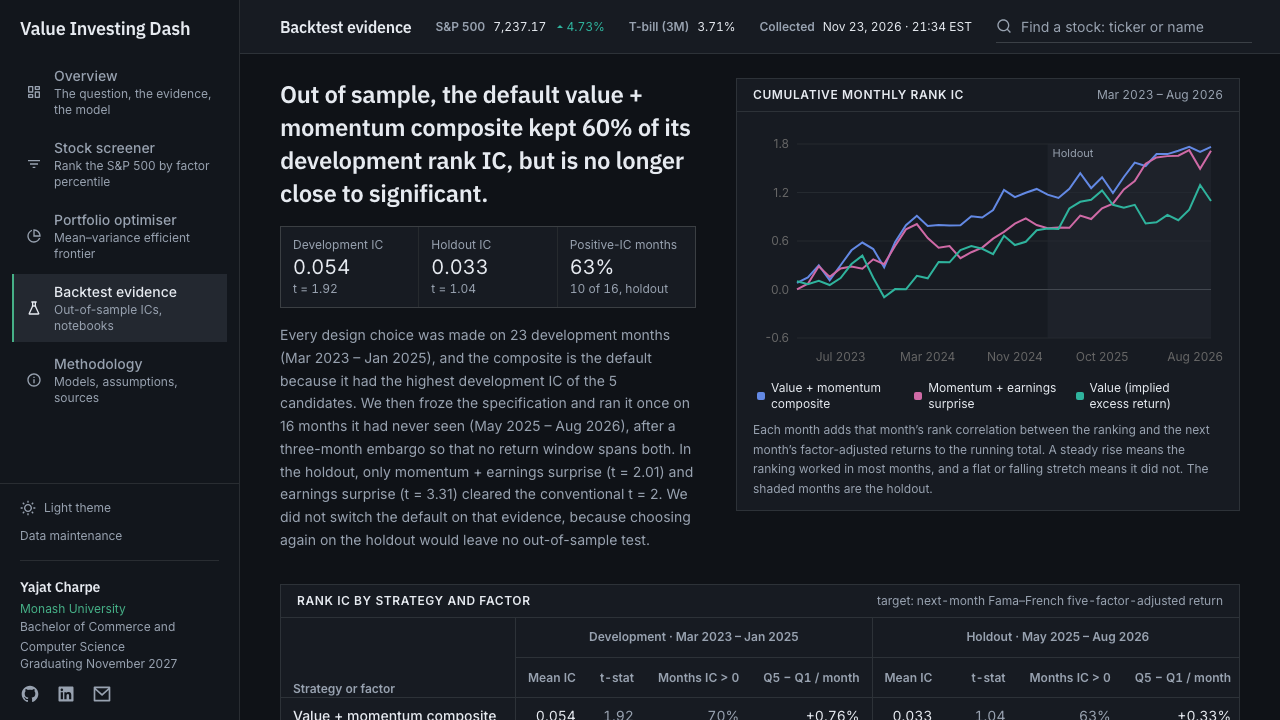 Value Investing Dash
Overview
The question, the evidence,
the model
Stock screener
Rank the S&P 500 by factor
percentile
Portfolio optimiser
Mean–variance efficient
frontier
Backtest evidence
Out-of-sample ICs,
notebooks
Methodology
Models, assumptions,
sources
Light theme
Data maintenance
Yajat Charpe
Monash University
Bachelor of Commerce and
Computer Science
Graduating November 2027
Backtest evidence
S&P 500 7,237.17 4.73%
T-bill (3M) 3.71%
Collected Nov 23, 2026 · 21:34 EST
Find a stock: ticker or name
Out of sample, the default value +
momentum composite kept 60% of its
development rank IC, but is no longer
close to significant.
Development IC
0.054
t = 1.92
Holdout IC
0.033
t = 1.04
Positive-IC months
63%
10 of 16, holdout
Every design choice was made on 23 development months
(Mar 2023 – Jan 2025), and the composite is the default
because it had the highest development IC of the 5
candidates. We then froze the specification and ran it once on
16 months it had never seen (May 2025 – Aug 2026), after a
three-month embargo so that no return window spans both. In
the holdout, only momentum + earnings surprise (t = 2.01) and
earnings surprise (t = 3.31) cleared the conventional t = 2. We
did not switch the default on that evidence, because choosing
again on the holdout would leave no out-of-sample test.
CUMULATIVE MONTHLY RANK IC
Mar 2023 – Aug 2026
1.8
1.2
0.6
0.0
-0.6
Holdout
Jul 2023
Mar 2024
Nov 2024
Oct 2025
Aug 2026
Value + momentum
composite
Momentum + earnings
surprise
Value (implied
excess return)
Each month adds that month's rank correlation between the ranking and the next
month's factor-adjusted returns to the running total. A steady rise means the
ranking worked in most months, and a flat or falling stretch means it did not. The
shaded months are the holdout.
RANK IC BY STRATEGY AND FACTOR
target: next-month Fama–French five-factor-adjusted return
Development · Mar 2023 – Jan 2025
Holdout · May 2025 – Aug 2026
Strategy or factor
Mean IC
t-stat
Months IC > 0
Q5 − Q1 / month
Mean IC
t-stat
Months IC > 0
Q5 − Q1 / month
Value + momentum composite 0.054 1.92 70% +0.76% 0.033 1.04 63% +0.33%